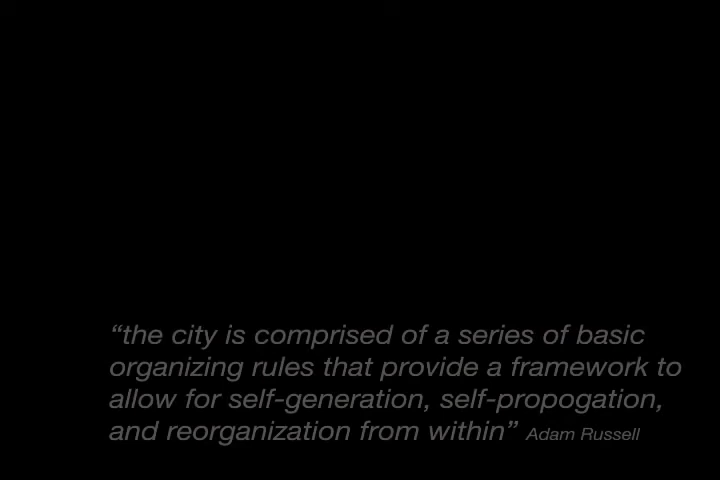 “the city is comprised of a series of basic
organizing rules that provide a framework to
allow for self-generation, self-propogation,
and reorganization from within” Adam Russell